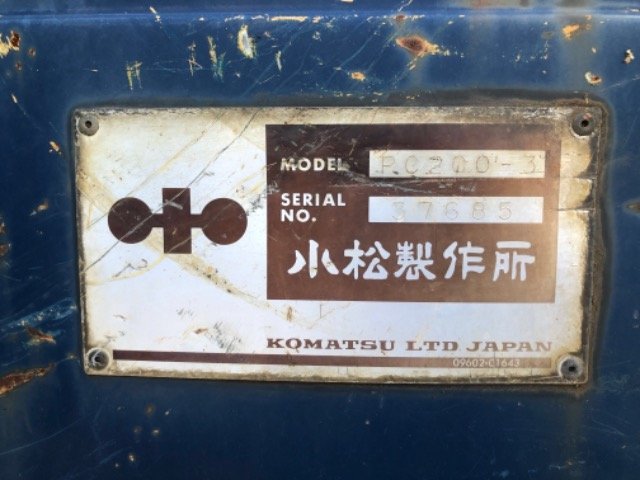 MODEL PC200-3
SERIAL NO. 37685
小松製作所
KOMATSU LTD JAPAN
09602-01643